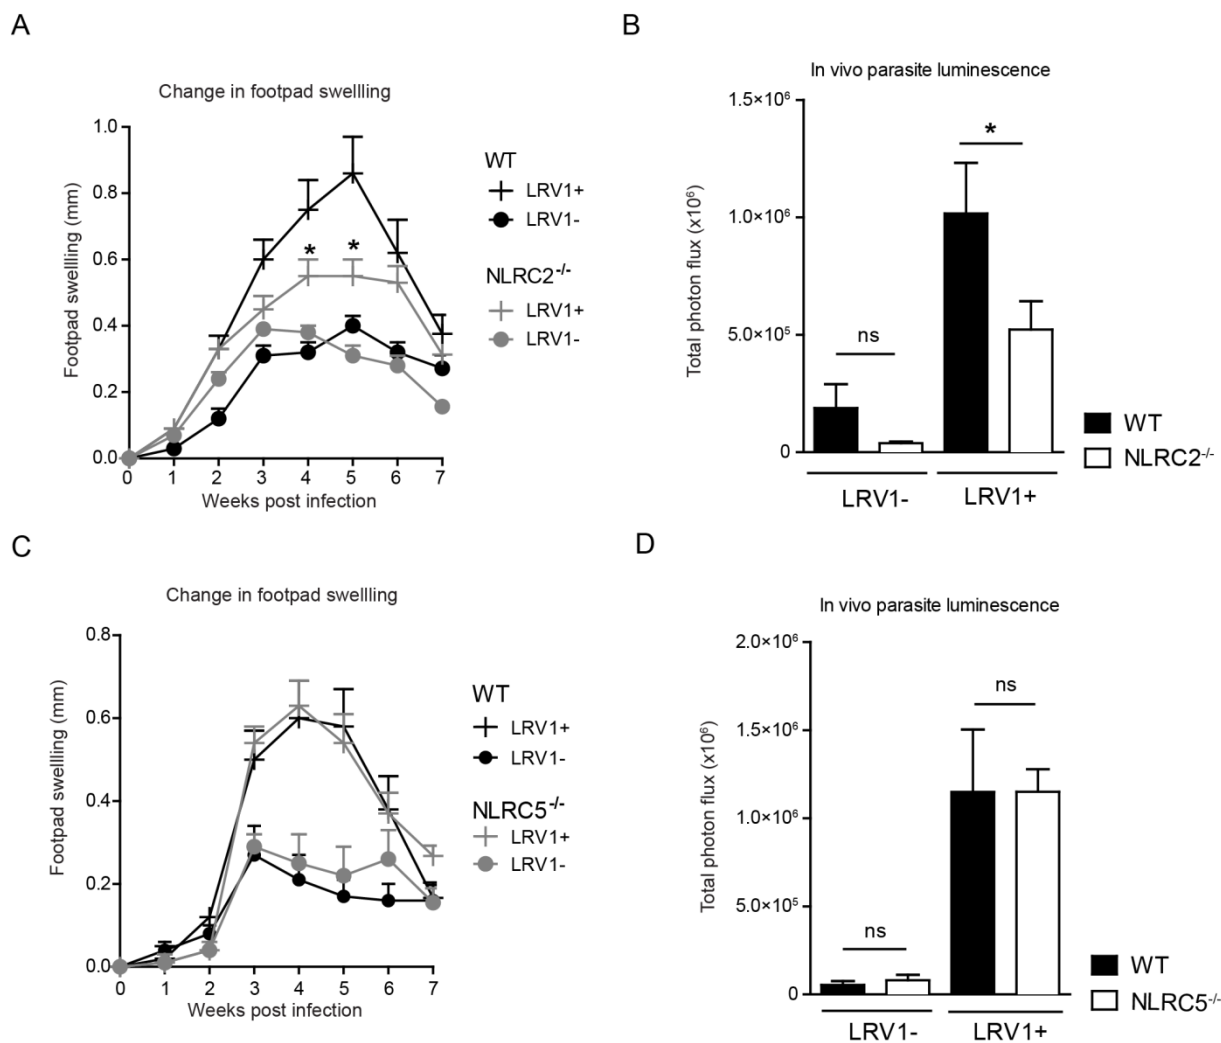 A
Change in footpad swellling
Footpad swellling (mm)
1.0
0.8
0.6
0.4
0.2
0.0
* *
0 1 2 3 4 5 6 7
Weeks post infection
WT
LRV1+
LRV1-
NLRC2-/-
LRV1+
LRV1-
B
In vivo parasite luminescence
Total photon flux (x10⁶)
1.5×10⁶
1.0×10⁶
5.0×10⁵
0
ns
*
LRV1- LRV1+
WT
NLRC2-/-
C
Change in footpad swellling
Footpad swellling (mm)
0.8
0.6
0.4
0.2
0.0
0 1 2 3 4 5 6 7
Weeks post infection
WT
LRV1+
LRV1-
NLRC5-/-
LRV1+
LRV1-
D
In vivo parasite luminescence
Total photon flux (x10⁶)
2.0×10⁶
1.5×10⁶
1.0×10⁶
5.0×10⁵
0
ns
ns
LRV1- LRV1+
WT
NLRC5-/-